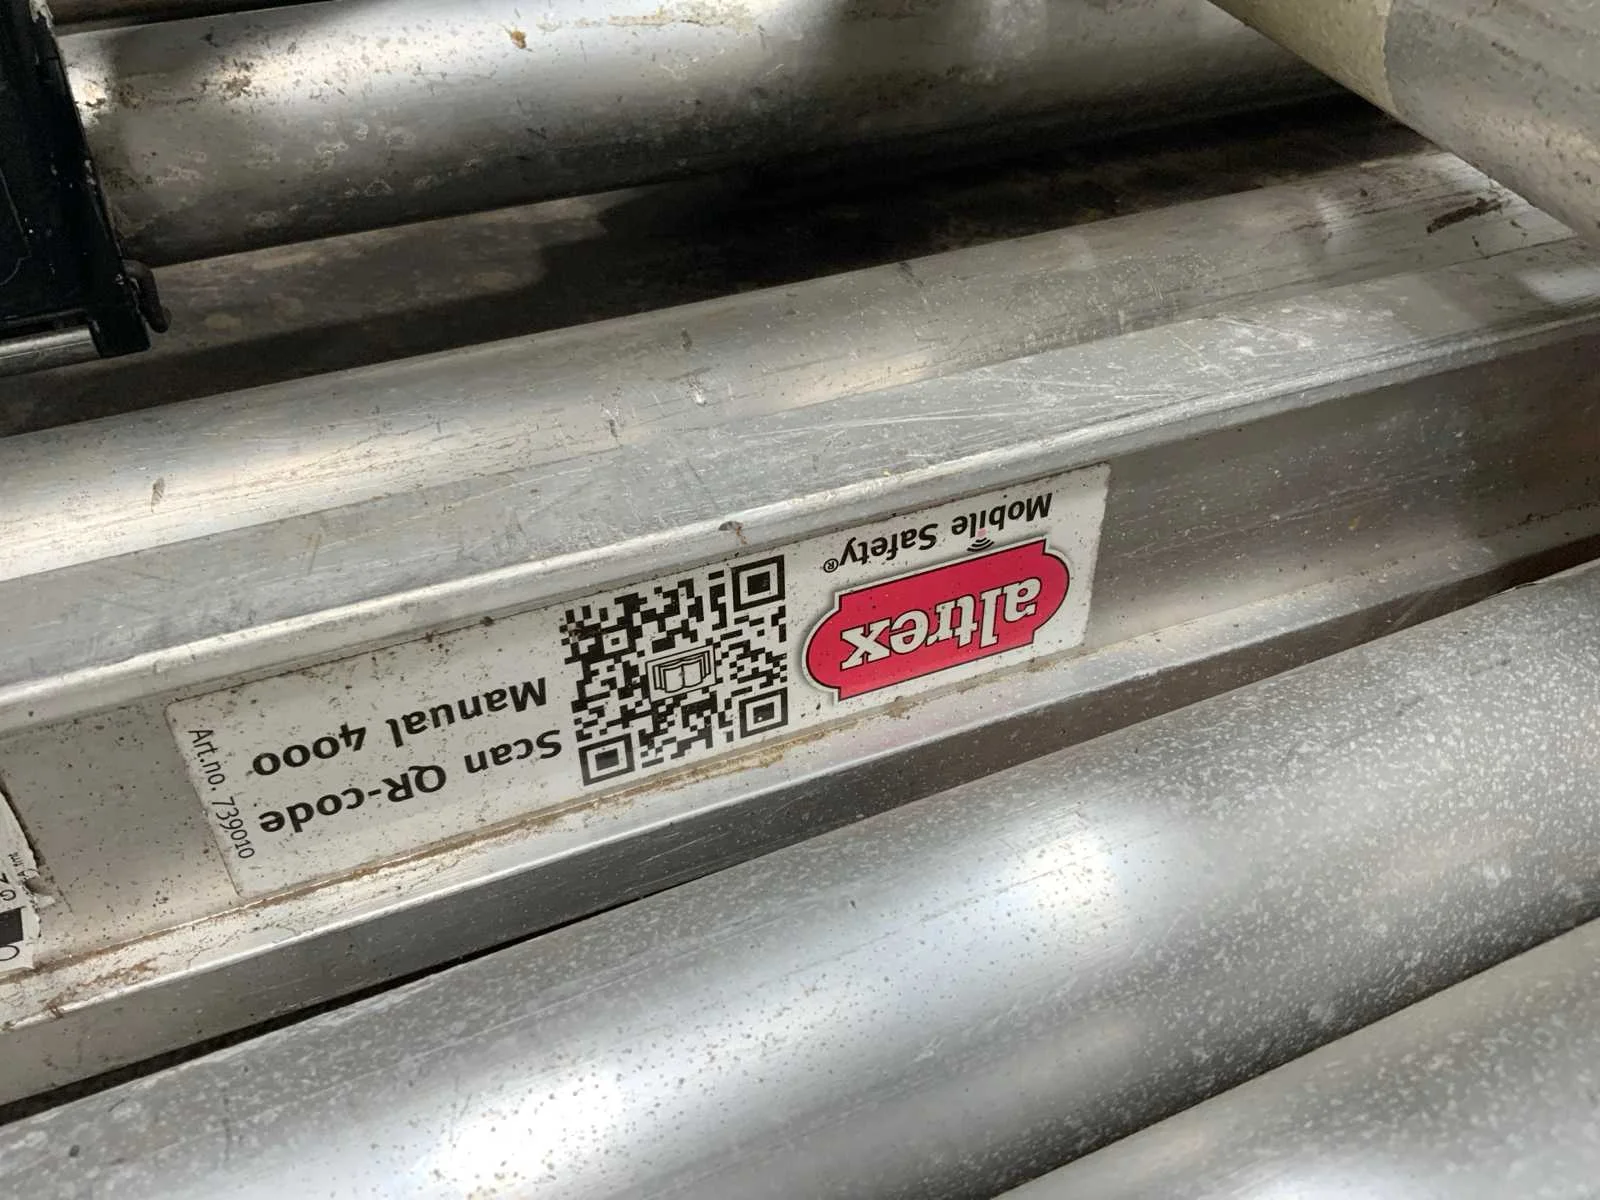 altrex
Mobile Safety®
Scan QR-code
Manual 4000
Art.no. 739010